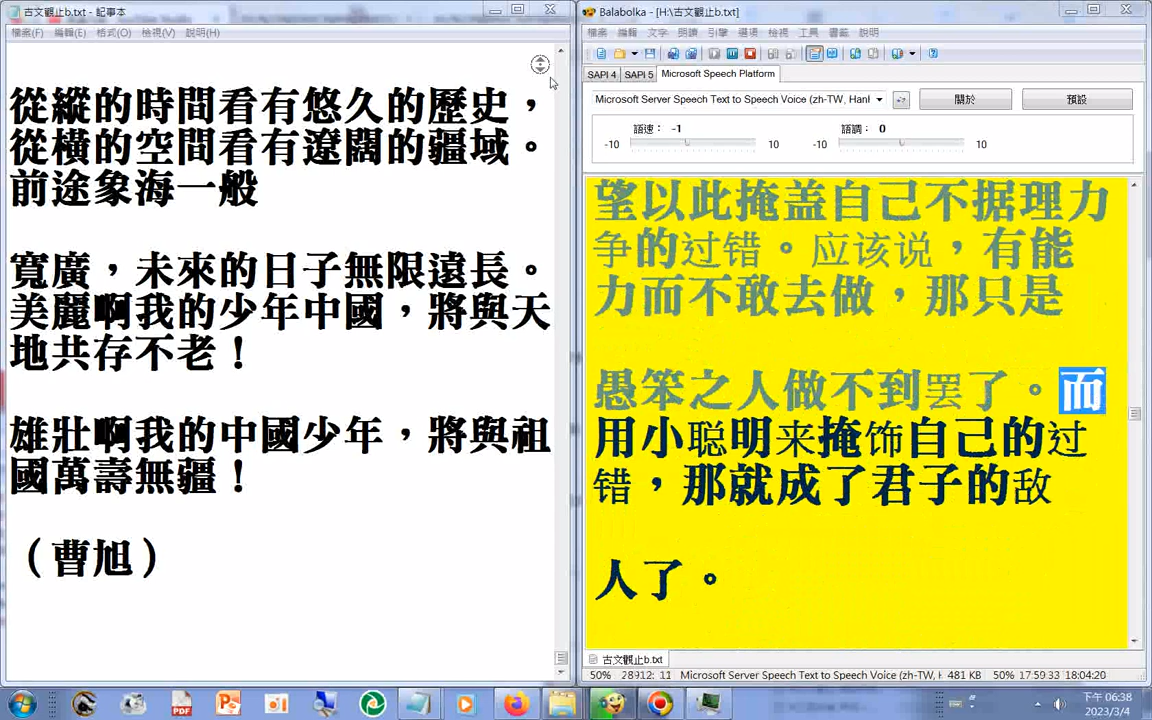 古文觀止b.txt - 記事本
檔案(F) 編輯(E) 格式(O) 檢視(V) 說明(H)
從縱的時間看有悠久的歷史，
從橫的空間看有遼闊的疆域。
前途象海一般
寬廣，未來的日子無限遠長。
美麗啊我的少年中國，將與天
地共存不老！
雄壯啊我的中國少年，將與祖
國萬壽無疆！
（曹旭）
Balabolka - [H:\古文觀止b.txt]
檔案 編輯 文字 閱讀 引擎 選項 檢視 工具 書籤 說明
SAPI 4 SAPI 5 Microsoft Speech Platform
Microsoft Server Speech Text to Speech Voice (zh-TW, Hanl 關於 預設
語速： -1 語調： 0
-10 10 -10 10
望以此掩盖自己不据理力
争的过错。应该说，有能
力而不敢去做，那只是
愚笨之人做不到罢了。而
用小聪明来掩饰自己的过
错，那就成了君子的敌
人了。
古文觀止b.txt
50% 28912: 11 Microsoft Server Speech Text to Speech Voice (zh-TW, H 481 KB 50% 17:59:33 18:04:20
PDF
下午 06:38
2023/3/4